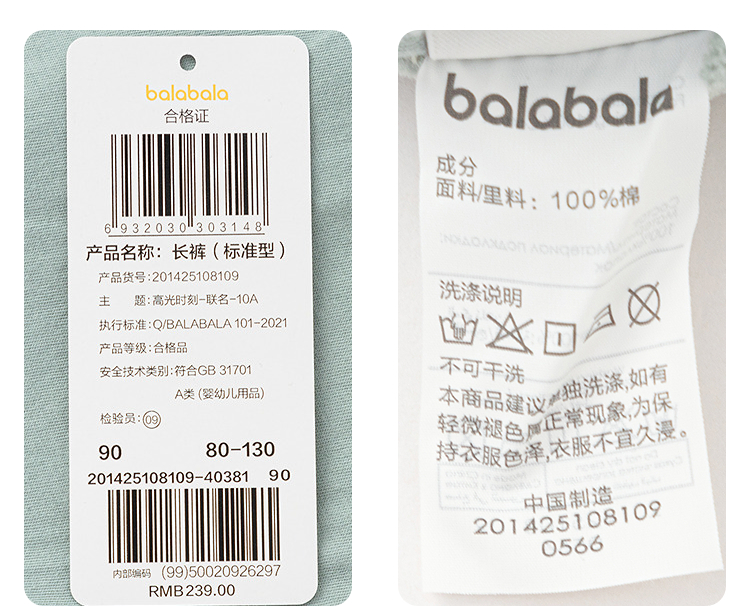 balabala
合格证
6 932030 303148
产品名称: 长裤(标准型)
产品货号:201425108109
主 题:高光时刻-联名-10A
执行标准:Q/BALABALA 101-2021
产品等级:合格品
安全技术类别:符合GB 31701
A类(婴幼儿用品)
检验员:09
90 80-130
201425108109-40381 90
内部编码 (99)50020926297
RMB239.00
balabala
成分
面料/里料: 100%棉
洗涤说明
不可干洗
本商品建议单独洗涤,如有
轻微褪色属正常现象,为保
持衣服色泽,衣服不宜久浸。
中国制造
201425108109
0566